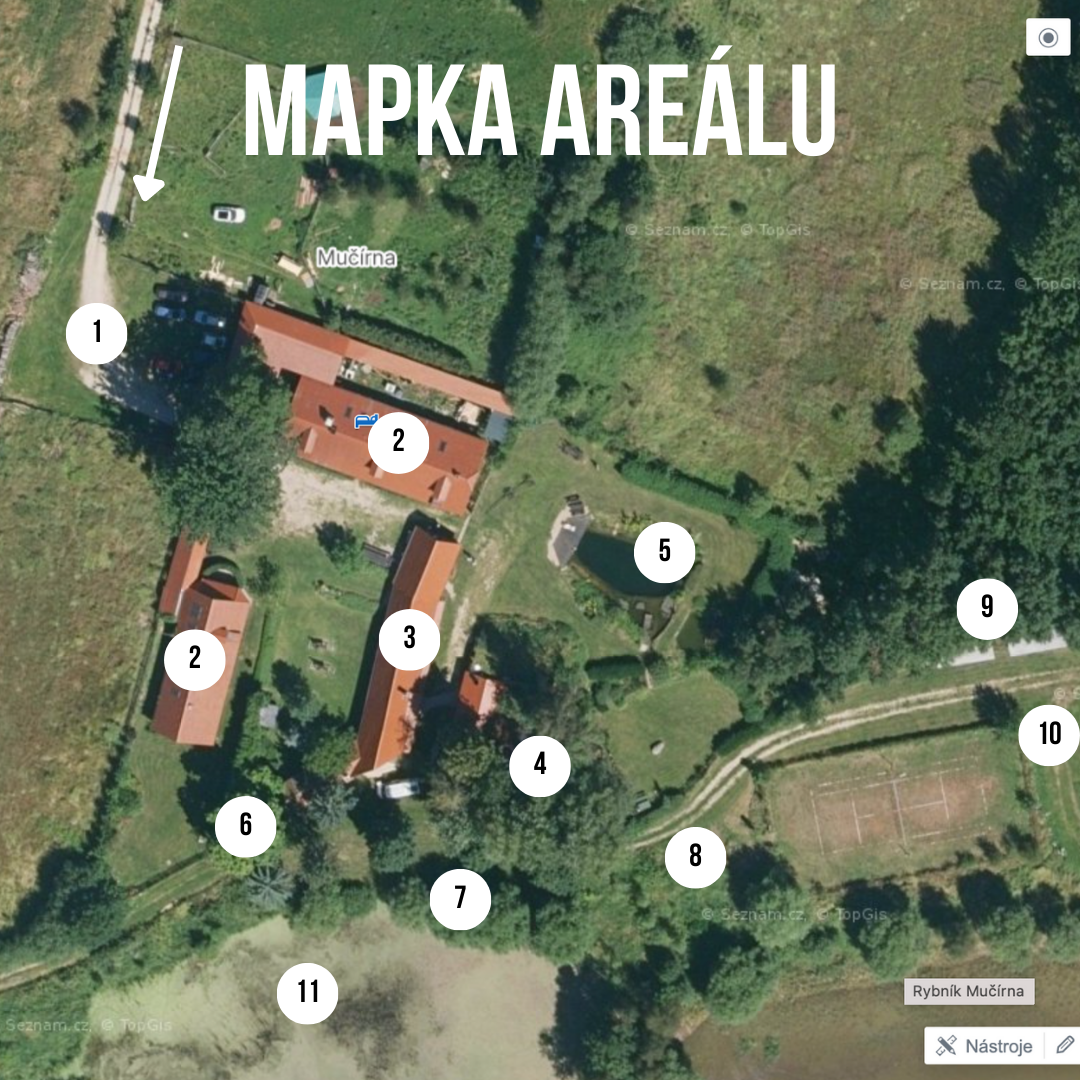 MAPKA AREÁLU
© Seznam.cz, © TopGis
Mučírna
© Seznam.cz, © TopGis
1
2
5
9
3
2
10
4
6
8
7
© Seznam.cz, © TopGis
11
Rybník Mučírna
Seznam.cz, © TopGis
Nástroje